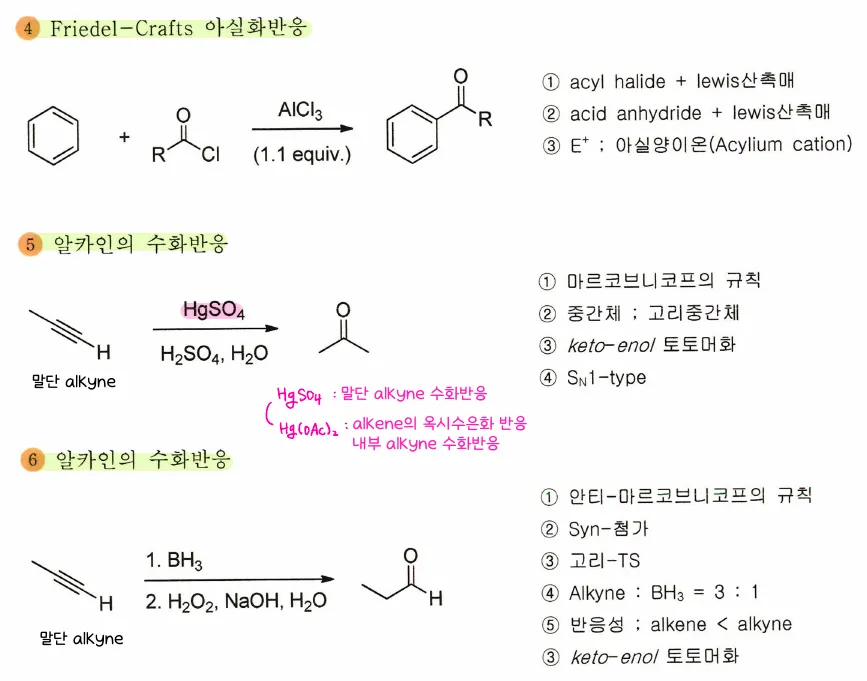 4 Friedel-Crafts 아실화반응
+
R
O
Cl
AlCl₃
(1.1 equiv.)
O
R
① acyl halide + lewis산촉매
② acid anhydride + lewis산촉매
③ E⁺ ; 아실양이온(Acylium cation)
5 알카인의 수화반응
H
말단 alkyne
HgSO₄
H₂SO₄, H₂O
O
① 마르코브니코프의 규칙
② 중간체 ; 고리중간체
③ keto-enol 토토머화
④ SN1-type
HgSO₄ : 말단 alkyne 수화반응
Hg(OAc)₂ : alkene의 옥시수은화 반응
내부 alkyne 수화반응
6 알카인의 수화반응
H
말단 alkyne
1. BH₃
2. H₂O₂, NaOH, H₂O
O
H
① 안티-마르코브니코프의 규칙
② Syn-첨가
③ 고리-TS
④ Alkyne : BH₃ = 3 : 1
⑤ 반응성 ; alkene < alkyne
③ keto-enol 토토머화